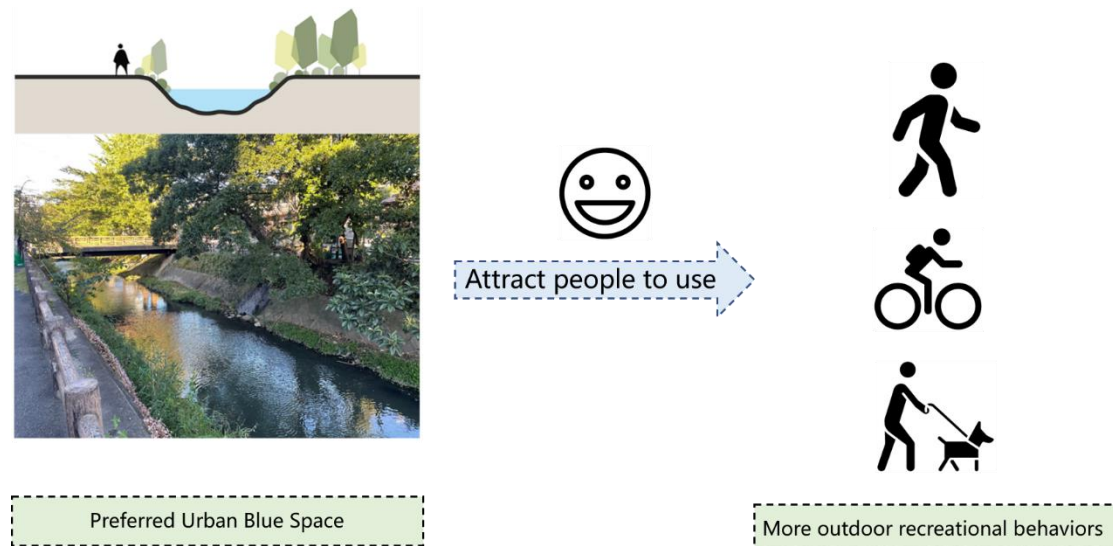 Attract people to use
Preferred Urban Blue Space
More outdoor recreational behaviors